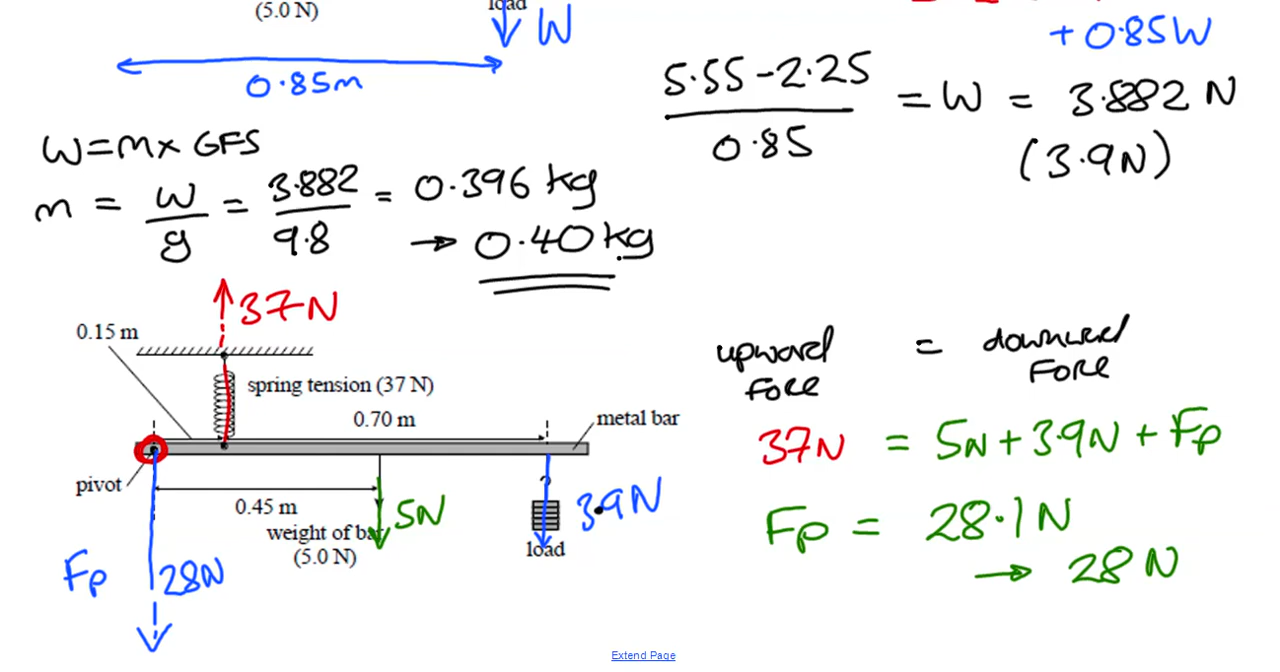 (5.0 N)
load
W
+ 0.85W
0.85m
5.55 - 2.25
0.85
= W = 3.882 N
(3.9N)
W = m x GFS
m = W/g = 3.882/9.8 = 0.396 kg
→ 0.40 kg
37N
0.15 m
spring tension (37 N)
0.70 m
metal bar
pivot
0.45 m
5N
weight of bar
(5.0 N)
3.9N
load
Fp
28N
upward force = downward force
37N = 5N + 3.9N + Fp
Fp = 28.1N
→ 28 N
Extend Page